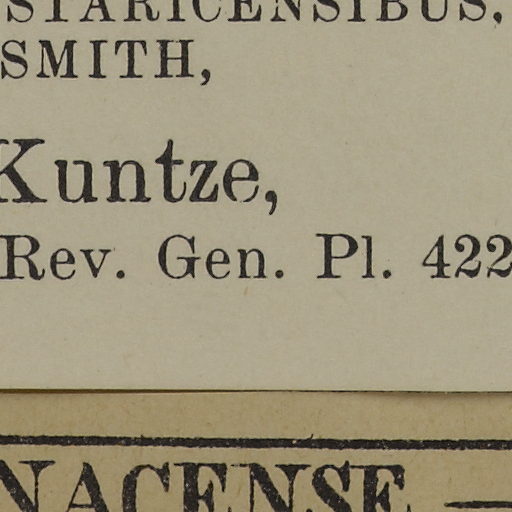 STARICENSIBUS.
SMITH,
Kuntze,
Rev. Gen. Pl. 422
NACENSE —